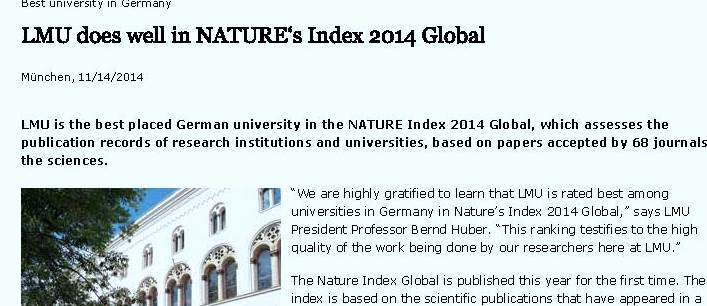 Best university in Germany
LMU does well in NATURE‘s Index 2014 Global
München, 11/14/2014
LMU is the best placed German university in the NATURE Index 2014 Global, which assesses the
publication records of research institutions and universities, based on papers accepted by 68 journals
the sciences.
“We are highly gratified to learn that LMU is rated best among
universities in Germany in Nature’s Index 2014 Global,” says LMU
President Professor Bernd Huber. “This ranking testifies to the high
quality of the work being done by our researchers here at LMU.”
The Nature Index Global is published this year for the first time. The
index is based on the scientific publications that have appeared in a